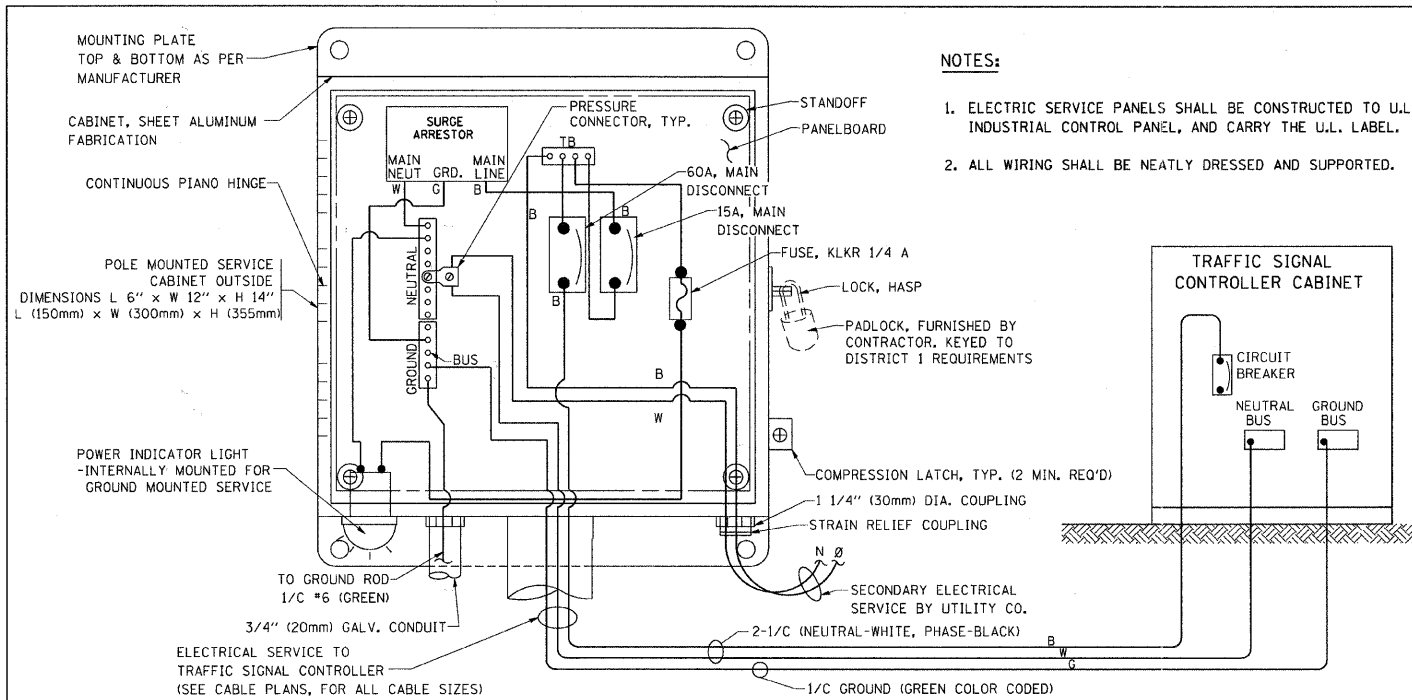 MOUNTING PLATE
TOP & BOTTOM AS PER
MANUFACTURER
CABINET, SHEET ALUMINUM
FABRICATION
CONTINUOUS PIANO HINGE
POLE MOUNTED SERVICE
CABINET OUTSIDE
DIMENSIONS L 6" x W 12" x H 14"
L (150mm) x W (300mm) x H (355mm)
POWER INDICATOR LIGHT
-INTERNALLY MOUNTED FOR
GROUND MOUNTED SERVICE
SURGE
ARRESTOR
MAIN
NEUT
GRD.
MAIN
LINE
W
G
B
PRESSURE
CONNECTOR, TYP.
TB
STANDOFF
PANELBOARD
60A, MAIN
DISCONNECT
15A, MAIN
DISCONNECT
B
B
B
NEUTRAL
GROUND
BUS
FUSE, KLKR 1/4 A
LOCK, HASP
PADLOCK, FURNISHED BY
CONTRACTOR. KEYED TO
DISTRICT 1 REQUIREMENTS
B
W
COMPRESSION LATCH, TYP. (2 MIN. REQ'D)
1 1/4" (30mm) DIA. COUPLING
STRAIN RELIEF COUPLING
N Ø
SECONDARY ELECTRICAL
SERVICE BY UTILITY CO.
TO GROUND ROD
1/C #6 (GREEN)
3/4" (20mm) GALV. CONDUIT
ELECTRICAL SERVICE TO
TRAFFIC SIGNAL CONTROLLER
(SEE CABLE PLANS, FOR ALL CABLE SIZES)
2-1/C (NEUTRAL-WHITE, PHASE-BLACK)
1/C GROUND (GREEN COLOR CODED)
B
W
G
NOTES:
1. ELECTRIC SERVICE PANELS SHALL BE CONSTRUCTED TO U.L
INDUSTRIAL CONTROL PANEL, AND CARRY THE U.L. LABEL.
2. ALL WIRING SHALL BE NEATLY DRESSED AND SUPPORTED.
TRAFFIC SIGNAL
CONTROLLER CABINET
CIRCUIT
BREAKER
NEUTRAL
BUS
GROUND
BUS